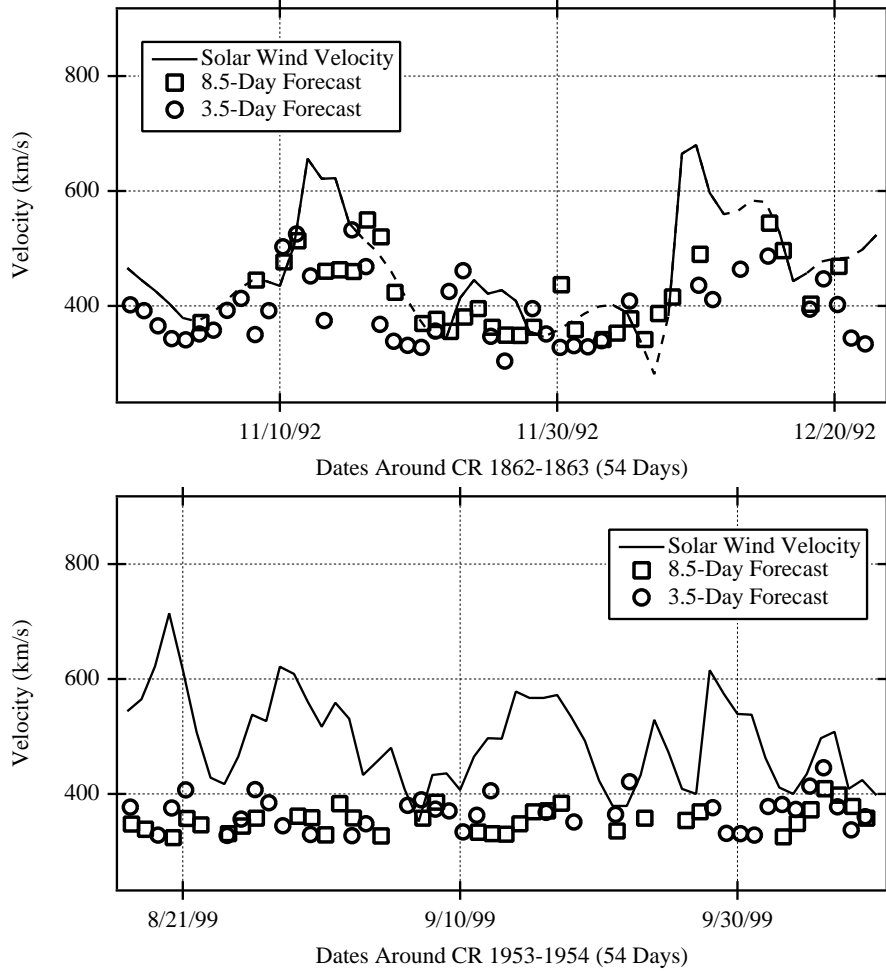 800
600
400
Velocity (km/s)
Solar Wind Velocity
8.5-Day Forecast
3.5-Day Forecast
11/10/92
11/30/92
12/20/92
Dates Around CR 1862-1863 (54 Days)
800
600
400
Velocity (km/s)
Solar Wind Velocity
8.5-Day Forecast
3.5-Day Forecast
8/21/99
9/10/99
9/30/99
Dates Around CR 1953-1954 (54 Days)